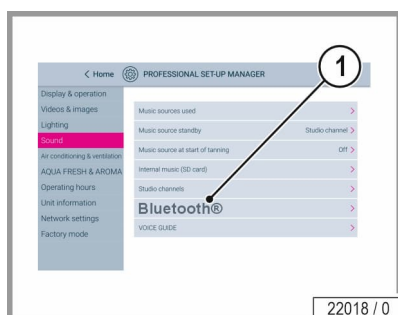 < Home PROFESSIONAL SET-UP MANAGER
1
Display & operation
Videos & images
Lighting
Sound
Air conditioning & ventilation
AQUA FRESH & AROMA
Operating hours
Unit information
Network settings
Factory mode
Music sources used >
Music source standby Studio channel >
Music source at start of tanning Off >
Internal music (SD card) >
Studio channels >
Bluetooth® >
VOICE GUIDE >
22018 / 0